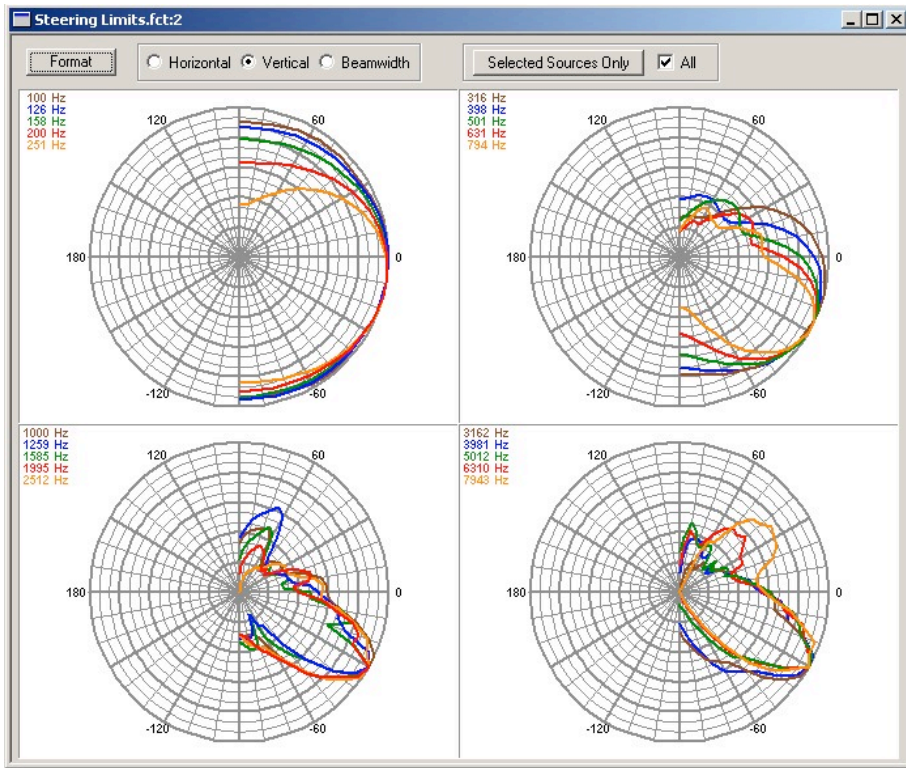 Steering Limits.fct:2
Format Horizontal Vertical Beamwidth Selected Sources Only All
100 Hz
126 Hz
158 Hz
200 Hz
251 Hz
120
60
180
0
-120
-60
316 Hz
398 Hz
501 Hz
631 Hz
794 Hz
120
60
180
0
-120
-60
1000 Hz
1259 Hz
1585 Hz
1995 Hz
2512 Hz
120
60
180
0
-120
-60
3162 Hz
3981 Hz
5012 Hz
6310 Hz
7943 Hz
120
60
180
0
-120
-60